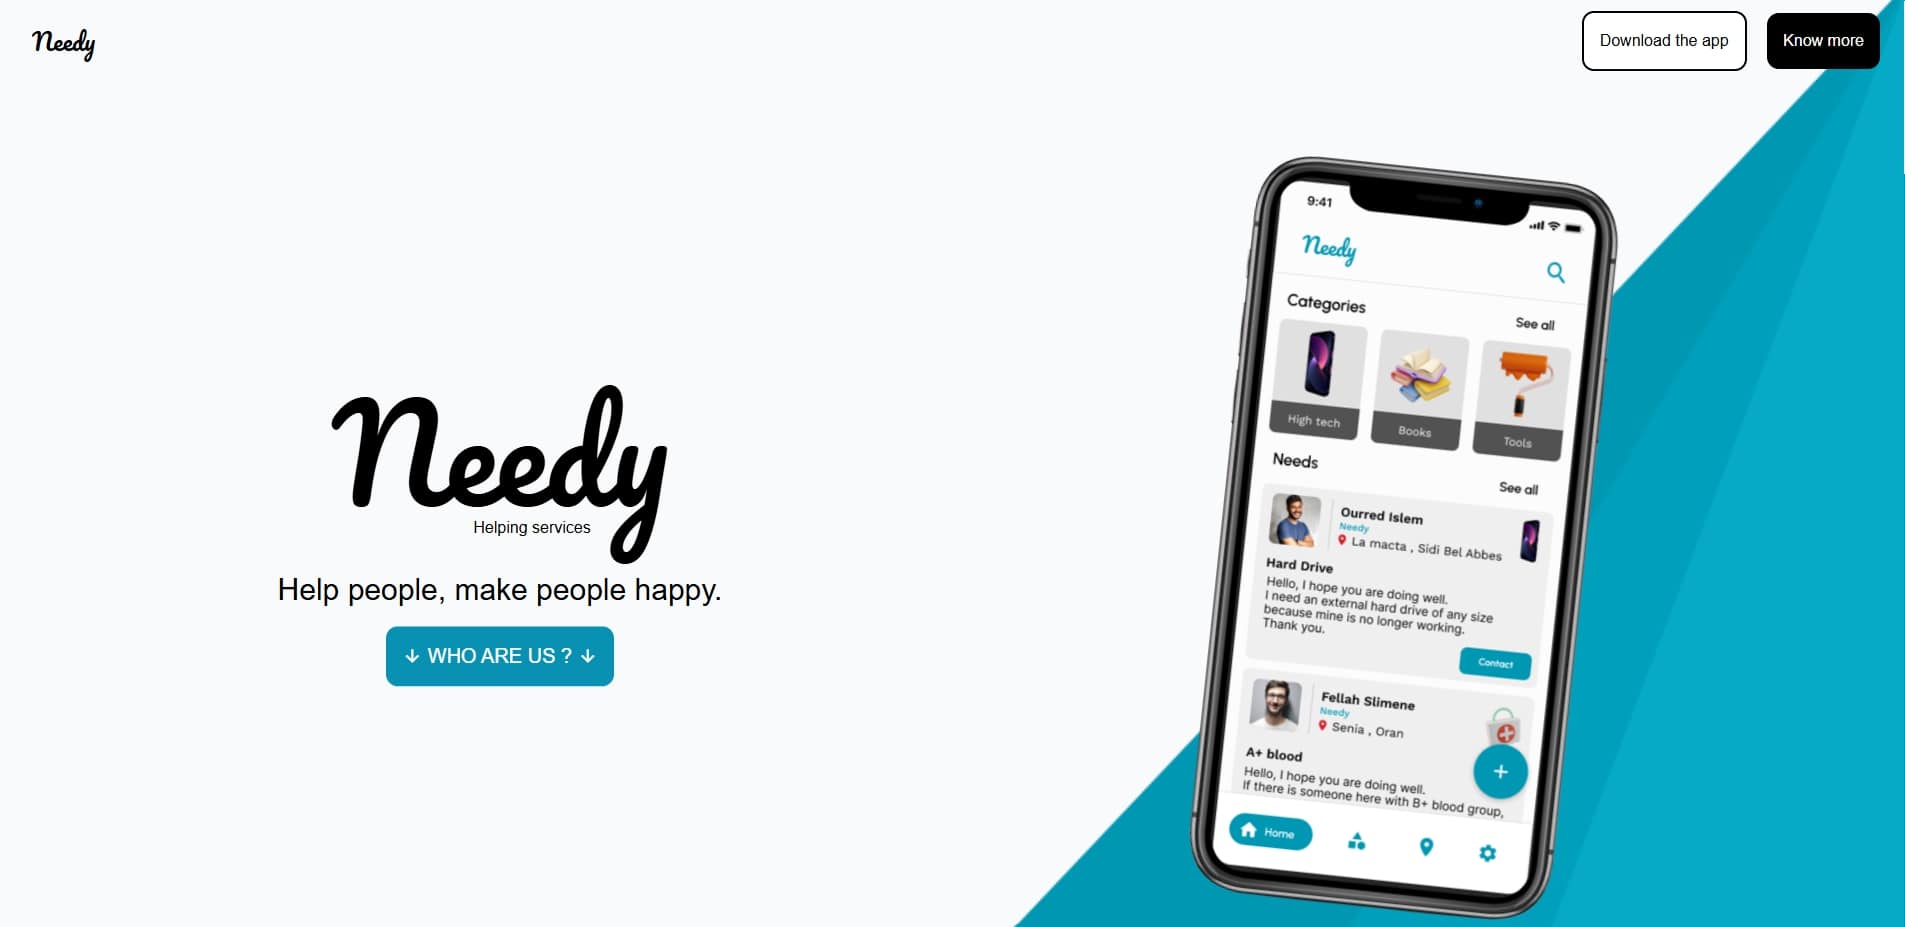 Needy
Download the app
Know more
Needy
Helping services
Help people, make people happy.
↓ WHO ARE US ? ↓
9:41
Needy
Categories
See all
High tech
Books
Tools
Needs
See all
Ourred Islem
Needy
La macta , Sidi Bel Abbes
Hard Drive
Hello, I hope you are doing well.
I need an external hard drive of any size
because mine is no longer working.
Thank you.
Contact
Fellah Slimene
Needy
Senia , Oran
A+ blood
Hello, I hope you are doing well.
If there is someone here with B+ blood group,
+
Home